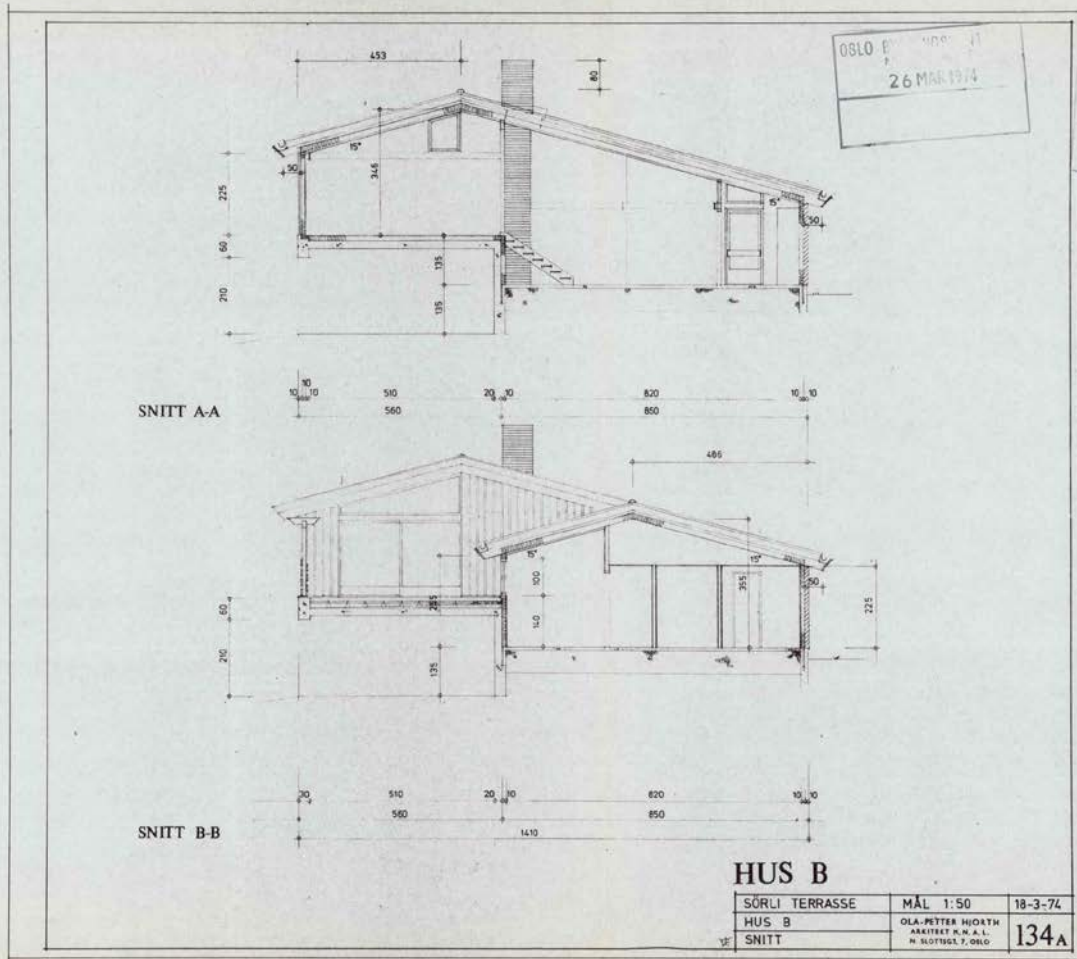 453
80
OSLO
26 MAR 1974
15°
50
346
225
15°
50
60
135
210
135
10 10 10 510 20 10 820 10 10
SNITT A-A
560 850
486
15°
15°
100
355
50
60
255
225
140
210
135
30 510 20 10 820 10 10
560 850
SNITT B-B
1410
HUS B
SÖRLI TERRASSE MÅL 1:50 18-3-74
HUS B OLA-PETTER HJORTH
ARKITEKT M.N.A.L.
SNITT N. SLOTTSGT. 7, OSLO 134A